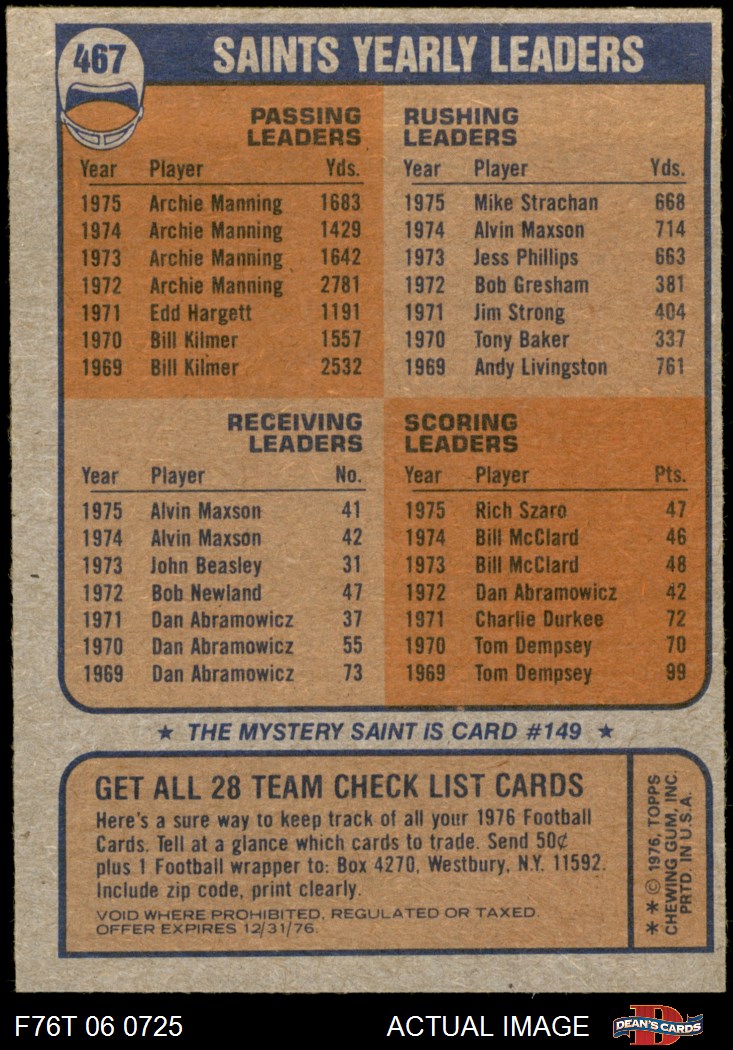 467
SAINTS YEARLY LEADERS
PASSING
LEADERS
Year Player Yds.
1975 Archie Manning 1683
1974 Archie Manning 1429
1973 Archie Manning 1642
1972 Archie Manning 2781
1971 Edd Hargett 1191
1970 Bill Kilmer 1557
1969 Bill Kilmer 2532
RUSHING
LEADERS
Year Player Yds.
1975 Mike Strachan 668
1974 Alvin Maxson 714
1973 Jess Phillips 663
1972 Bob Gresham 381
1971 Jim Strong 404
1970 Tony Baker 337
1969 Andy Livingston 761
RECEIVING
LEADERS
Year Player No.
1975 Alvin Maxson 41
1974 Alvin Maxson 42
1973 John Beasley 31
1972 Bob Newland 47
1971 Dan Abramowicz 37
1970 Dan Abramowicz 55
1969 Dan Abramowicz 73
SCORING
LEADERS
Year Player Pts.
1975 Rich Szaro 47
1974 Bill McClard 46
1973 Bill McClard 48
1972 Dan Abramowicz 42
1971 Charlie Durkee 72
1970 Tom Dempsey 70
1969 Tom Dempsey 99
★ THE MYSTERY SAINT IS CARD #149 ★
GET ALL 28 TEAM CHECK LIST CARDS
Here's a sure way to keep track of all your 1976 Football
Cards. Tell at a glance which cards to trade. Send 50¢
plus 1 Football wrapper to: Box 4270, Westbury, N.Y. 11592.
Include zip code, print clearly.
VOID WHERE PROHIBITED, REGULATED OR TAXED.
OFFER EXPIRES 12/31/76.
* * © 1976, TOPPS
CHEWING GUM, INC.
PRTD. IN U.S.A.
F76T 06 0725
ACTUAL IMAGE
D
DEAN'S CARDS